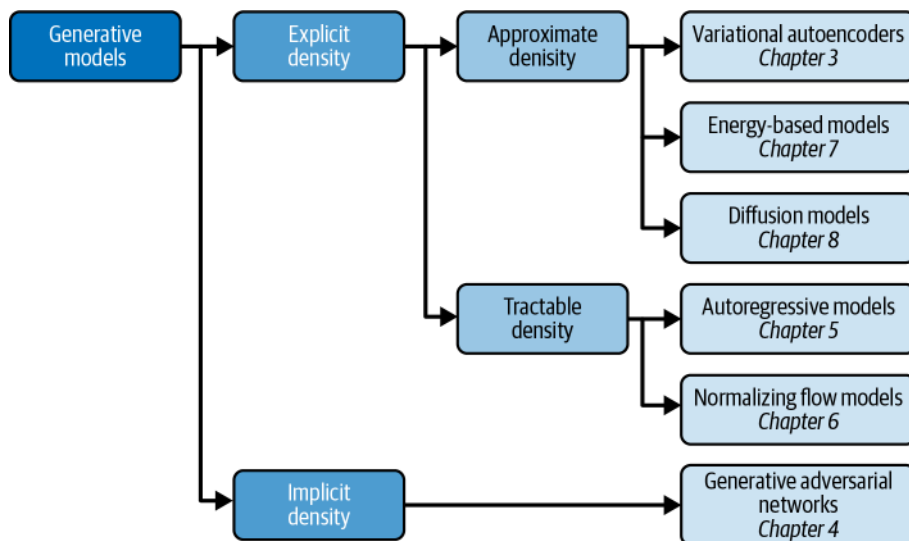 Generative
models
Explicit
density
Approximate
denisity
Variational autoencoders
Chapter 3
Energy-based models
Chapter 7
Diffusion models
Chapter 8
Tractable
density
Autoregressive models
Chapter 5
Normalizing flow models
Chapter 6
Implicit
density
Generative adversarial
networks
Chapter 4